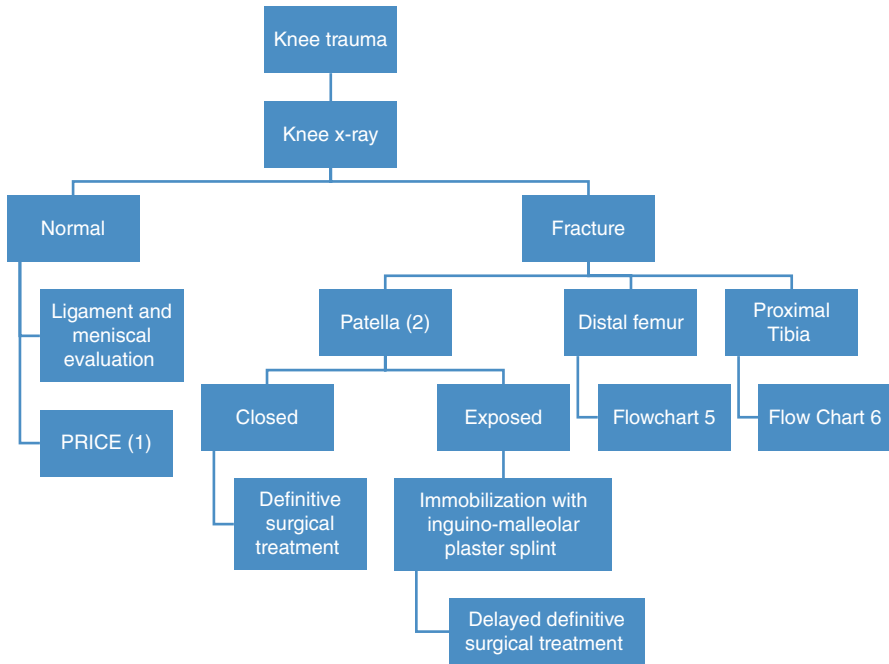 Knee trauma
Knee x-ray
Normal
Fracture
Ligament and
meniscal
evaluation
PRICE (1)
Patella (2)
Distal femur
Proximal
Tibia
Closed
Exposed
Flowchart 5
Flow Chart 6
Definitive
surgical
treatment
Immobilization with
inguino-malleolar
plaster splint
Delayed definitive
surgical treatment